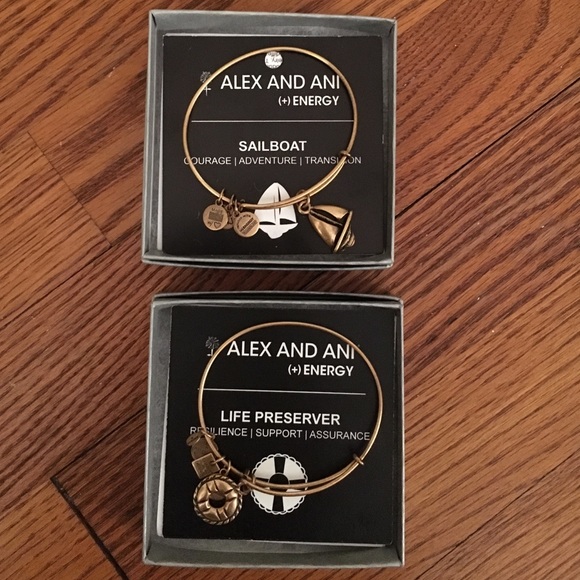 ALEX AND ANI
(+) ENERGY
SAILBOAT
COURAGE | ADVENTURE | TRANSITION
ALEX AND ANI
(+) ENERGY
LIFE PRESERVER
RESILIENCE | SUPPORT | ASSURANCE